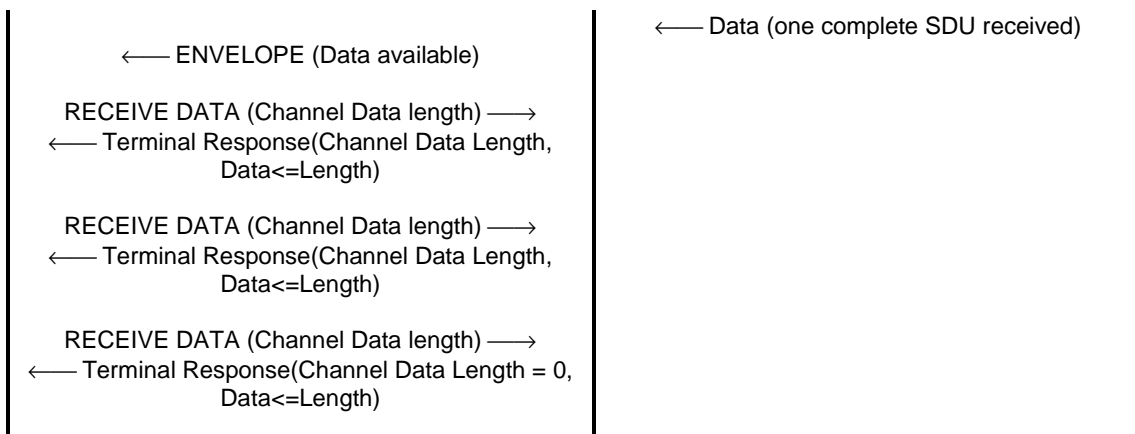 ←— Data (one complete SDU received)
←— ENVELOPE (Data available)
RECEIVE DATA (Channel Data length) —→
←— Terminal Response(Channel Data Length,
Data<=Length)
RECEIVE DATA (Channel Data length) —→
←— Terminal Response(Channel Data Length,
Data<=Length)
RECEIVE DATA (Channel Data length) —→
←— Terminal Response(Channel Data Length = 0,
Data<=Length)